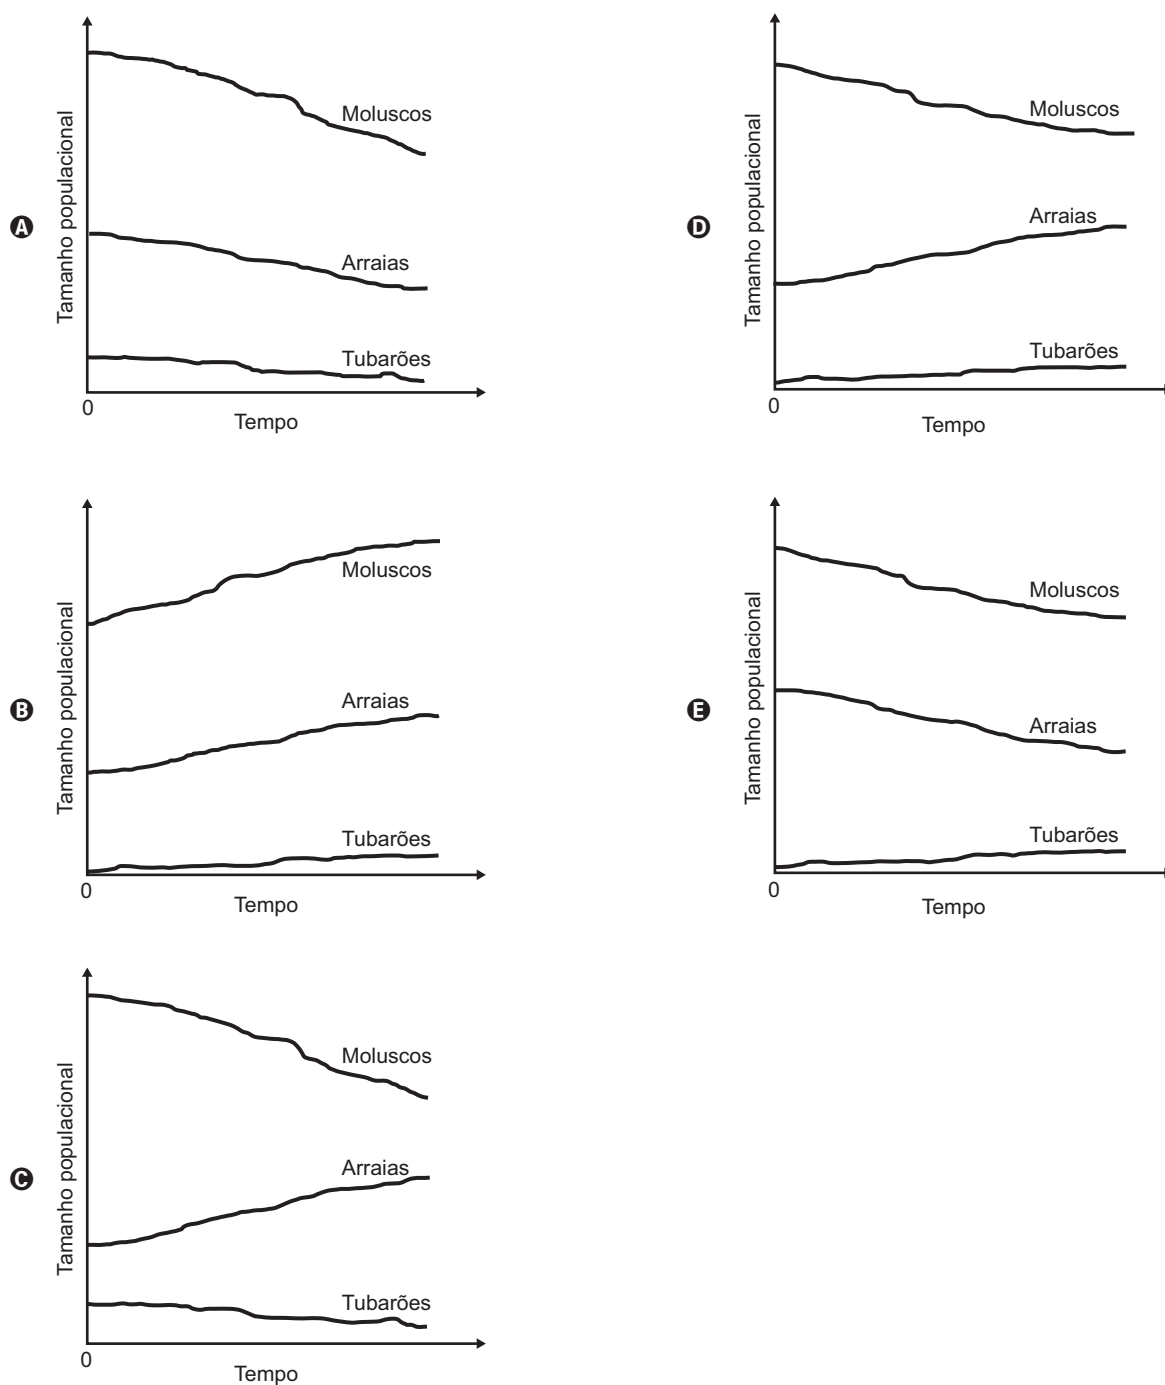 A
Tamanho populacional
Moluscos
Arraias
Tubarões
0
Tempo
B
Tamanho populacional
Moluscos
Arraias
Tubarões
0
Tempo
C
Tamanho populacional
Moluscos
Arraias
Tubarões
0
Tempo
D
Tamanho populacional
Moluscos
Arraias
Tubarões
0
Tempo
E
Tamanho populacional
Moluscos
Arraias
Tubarões
0
Tempo